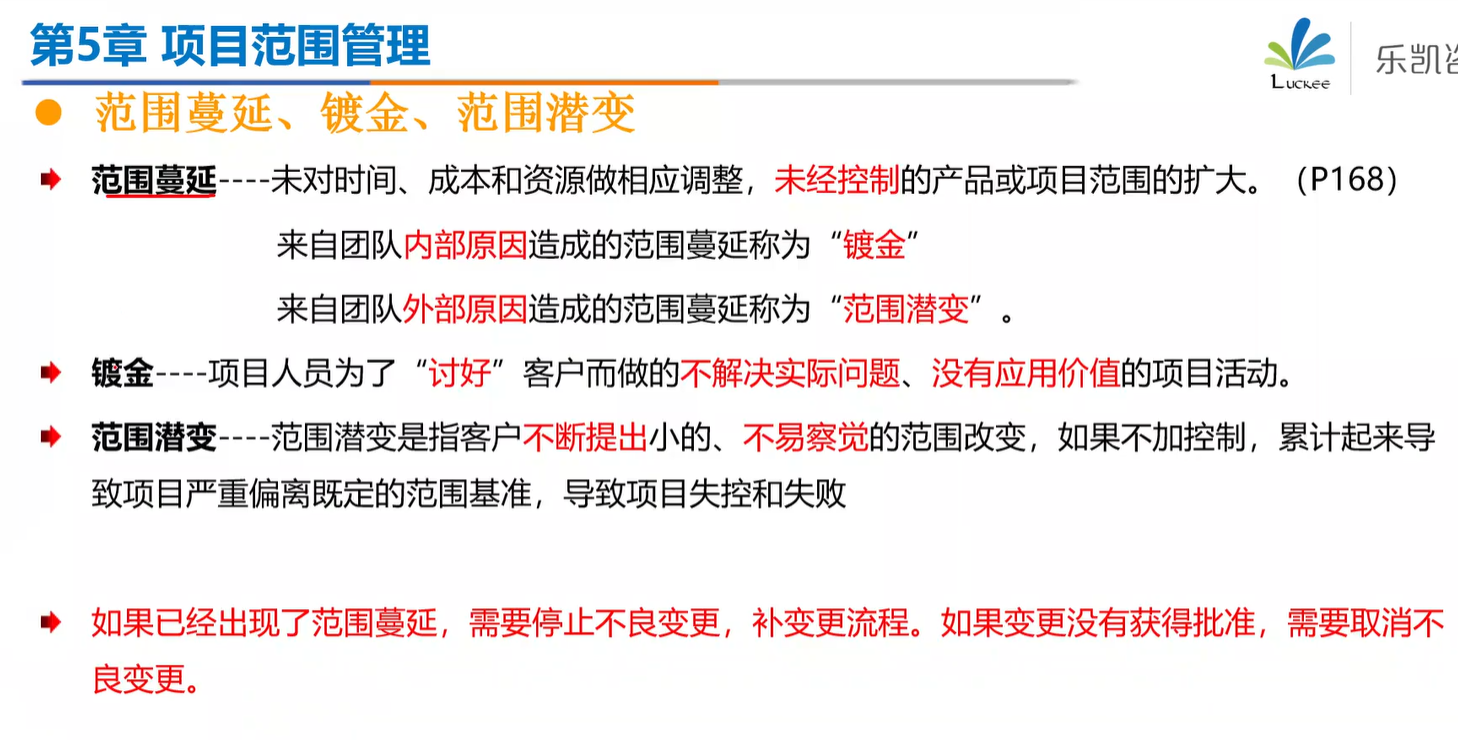 第5章 项目范围管理
Luckee
乐凯
范围蔓延、镀金、范围潜变
范围蔓延----未对时间、成本和资源做相应调整，未经控制的产品或项目范围的扩大。（P168）
来自团队内部原因造成的范围蔓延称为“镀金”
来自团队外部原因造成的范围蔓延称为“范围潜变”。
镀金----项目人员为了“讨好”客户而做的不解决实际问题、没有应用价值的项目活动。
范围潜变----范围潜变是指客户不断提出小的、不易察觉的范围改变，如果不加控制，累计起来导
致项目严重偏离既定的范围基准，导致项目失控和失败
如果已经出现了范围蔓延，需要停止不良变更，补变更流程。如果变更没有获得批准，需要取消不
良变更。